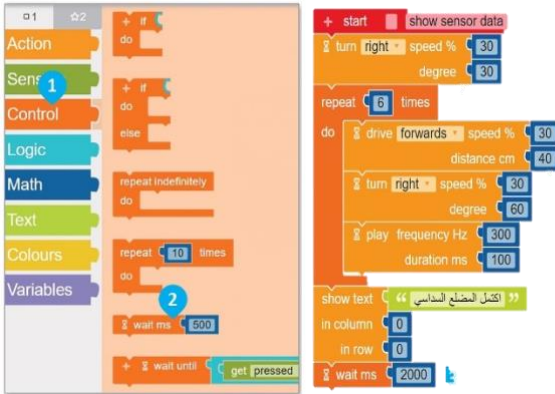 1 2
Action
Sens
1
Control
Logic
Math
Text
Colours
Variables
+ if
do
+ if
do
else
repeat indefinitely
do
repeat 10 times
do
2
wait ms 500
+ wait until get pressed
+ start show sensor data
turn right speed % 30
degree 30
repeat 6 times
do drive forwards speed % 30
distance cm 40
turn right speed % 30
degree 60
play frequency Hz 300
duration ms 100
show text “ اكتمل المضلع السداسي ”
in column 0
in row 0
wait ms 2000